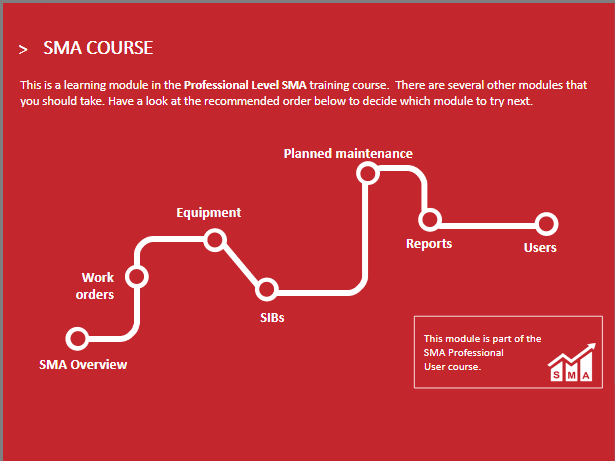 > SMA COURSE
This is a learning module in the Professional Level SMA training course. There are several other modules that
you should take. Have a look at the recommended order below to decide which module to try next.
Planned maintenance
Equipment
Reports
Users
Work
orders
SIBs
SMA Overview
This module is part of the
SMA Professional
User course.
SMA